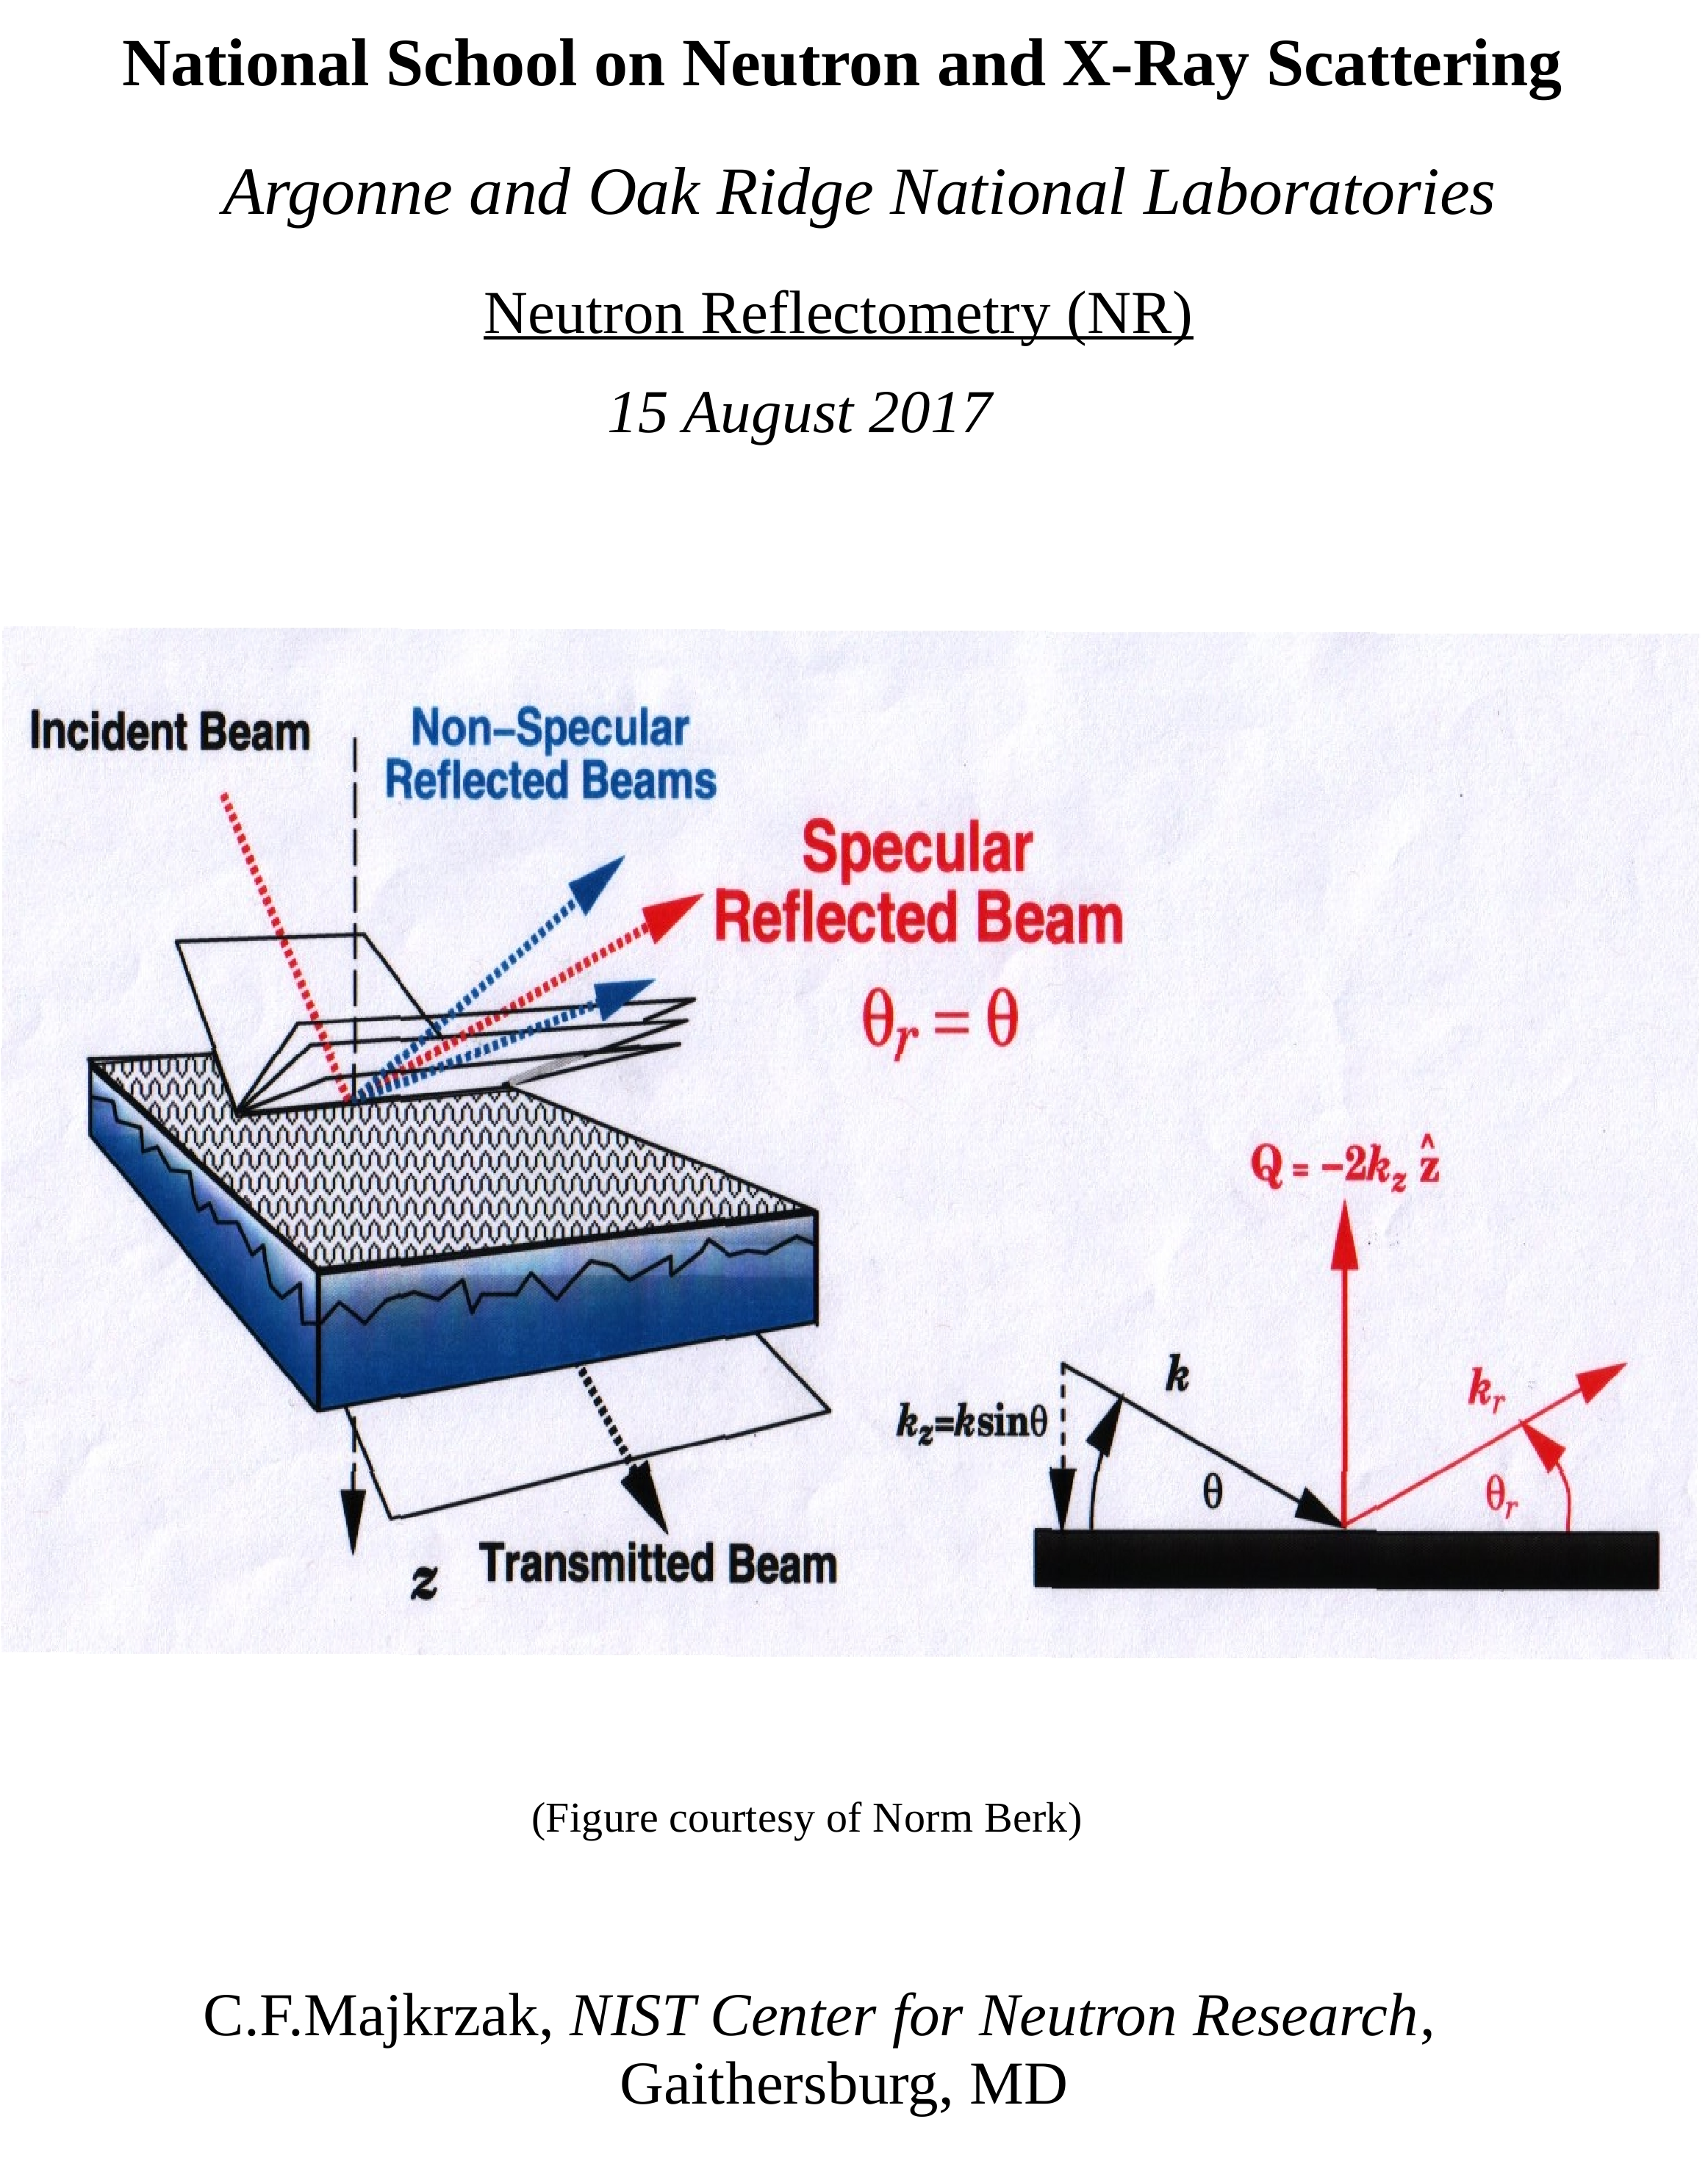 National School on Neutron and X-Ray Scattering
Argonne and Oak Ridge National Laboratories
Neutron Reflectometry (NR)
15 August 2017
Incident Beam
Non–Specular
Reflected Beams
Specular
Reflected Beam
θr = θ
Q = −2kz ẑ
k
kr
kz=ksinθ
θ
θr
z
Transmitted Beam
(Figure courtesy of Norm Berk)
C.F.Majkrzak, NIST Center for Neutron Research,
Gaithersburg, MD